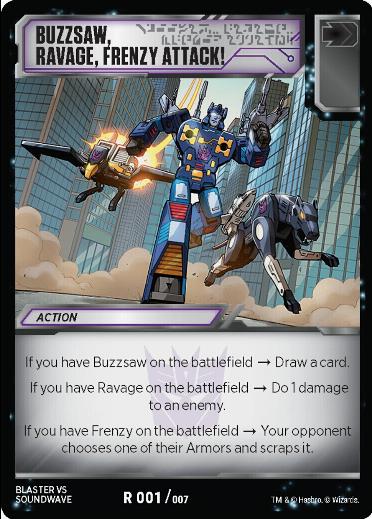 BUZZSAW,
RAVAGE, FRENZY ATTACK!
ACTION
If you have Buzzsaw on the battlefield → Draw a card.
If you have Ravage on the battlefield → Do 1 damage
to an enemy.
If you have Frenzy on the battlefield → Your opponent
chooses one of their Armors and scraps it.
BLASTER VS
SOUNDWAVE
R 001/007
TM & © Hasbro. © Wizards.